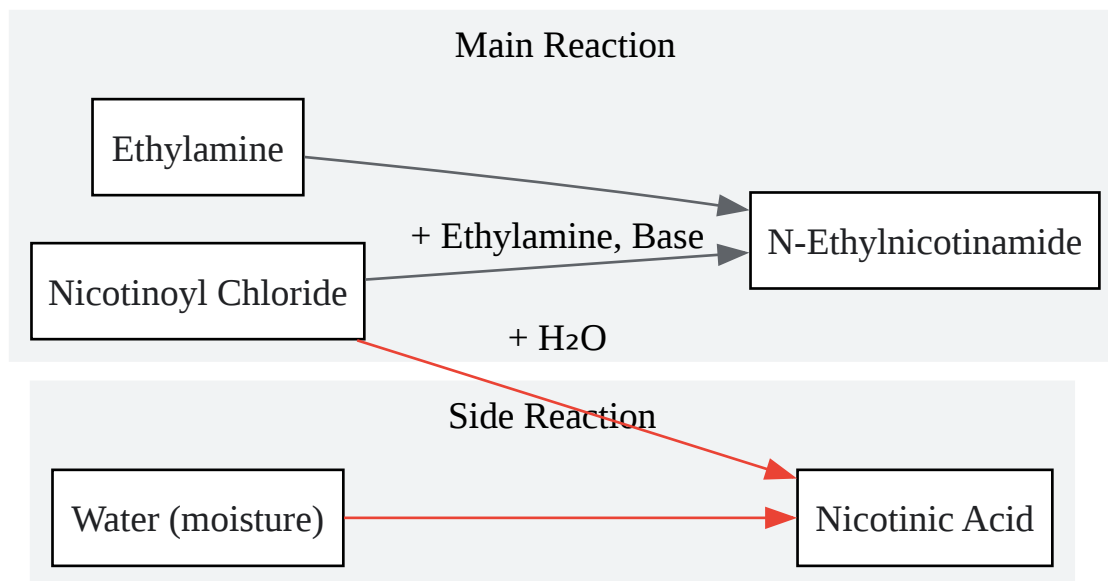 Main Reaction
Ethylamine
+ Ethylamine, Base
N-Ethylnicotinamide
Nicotinoyl Chloride
+ H₂O
Side Reaction
Water (moisture)
Nicotinic Acid